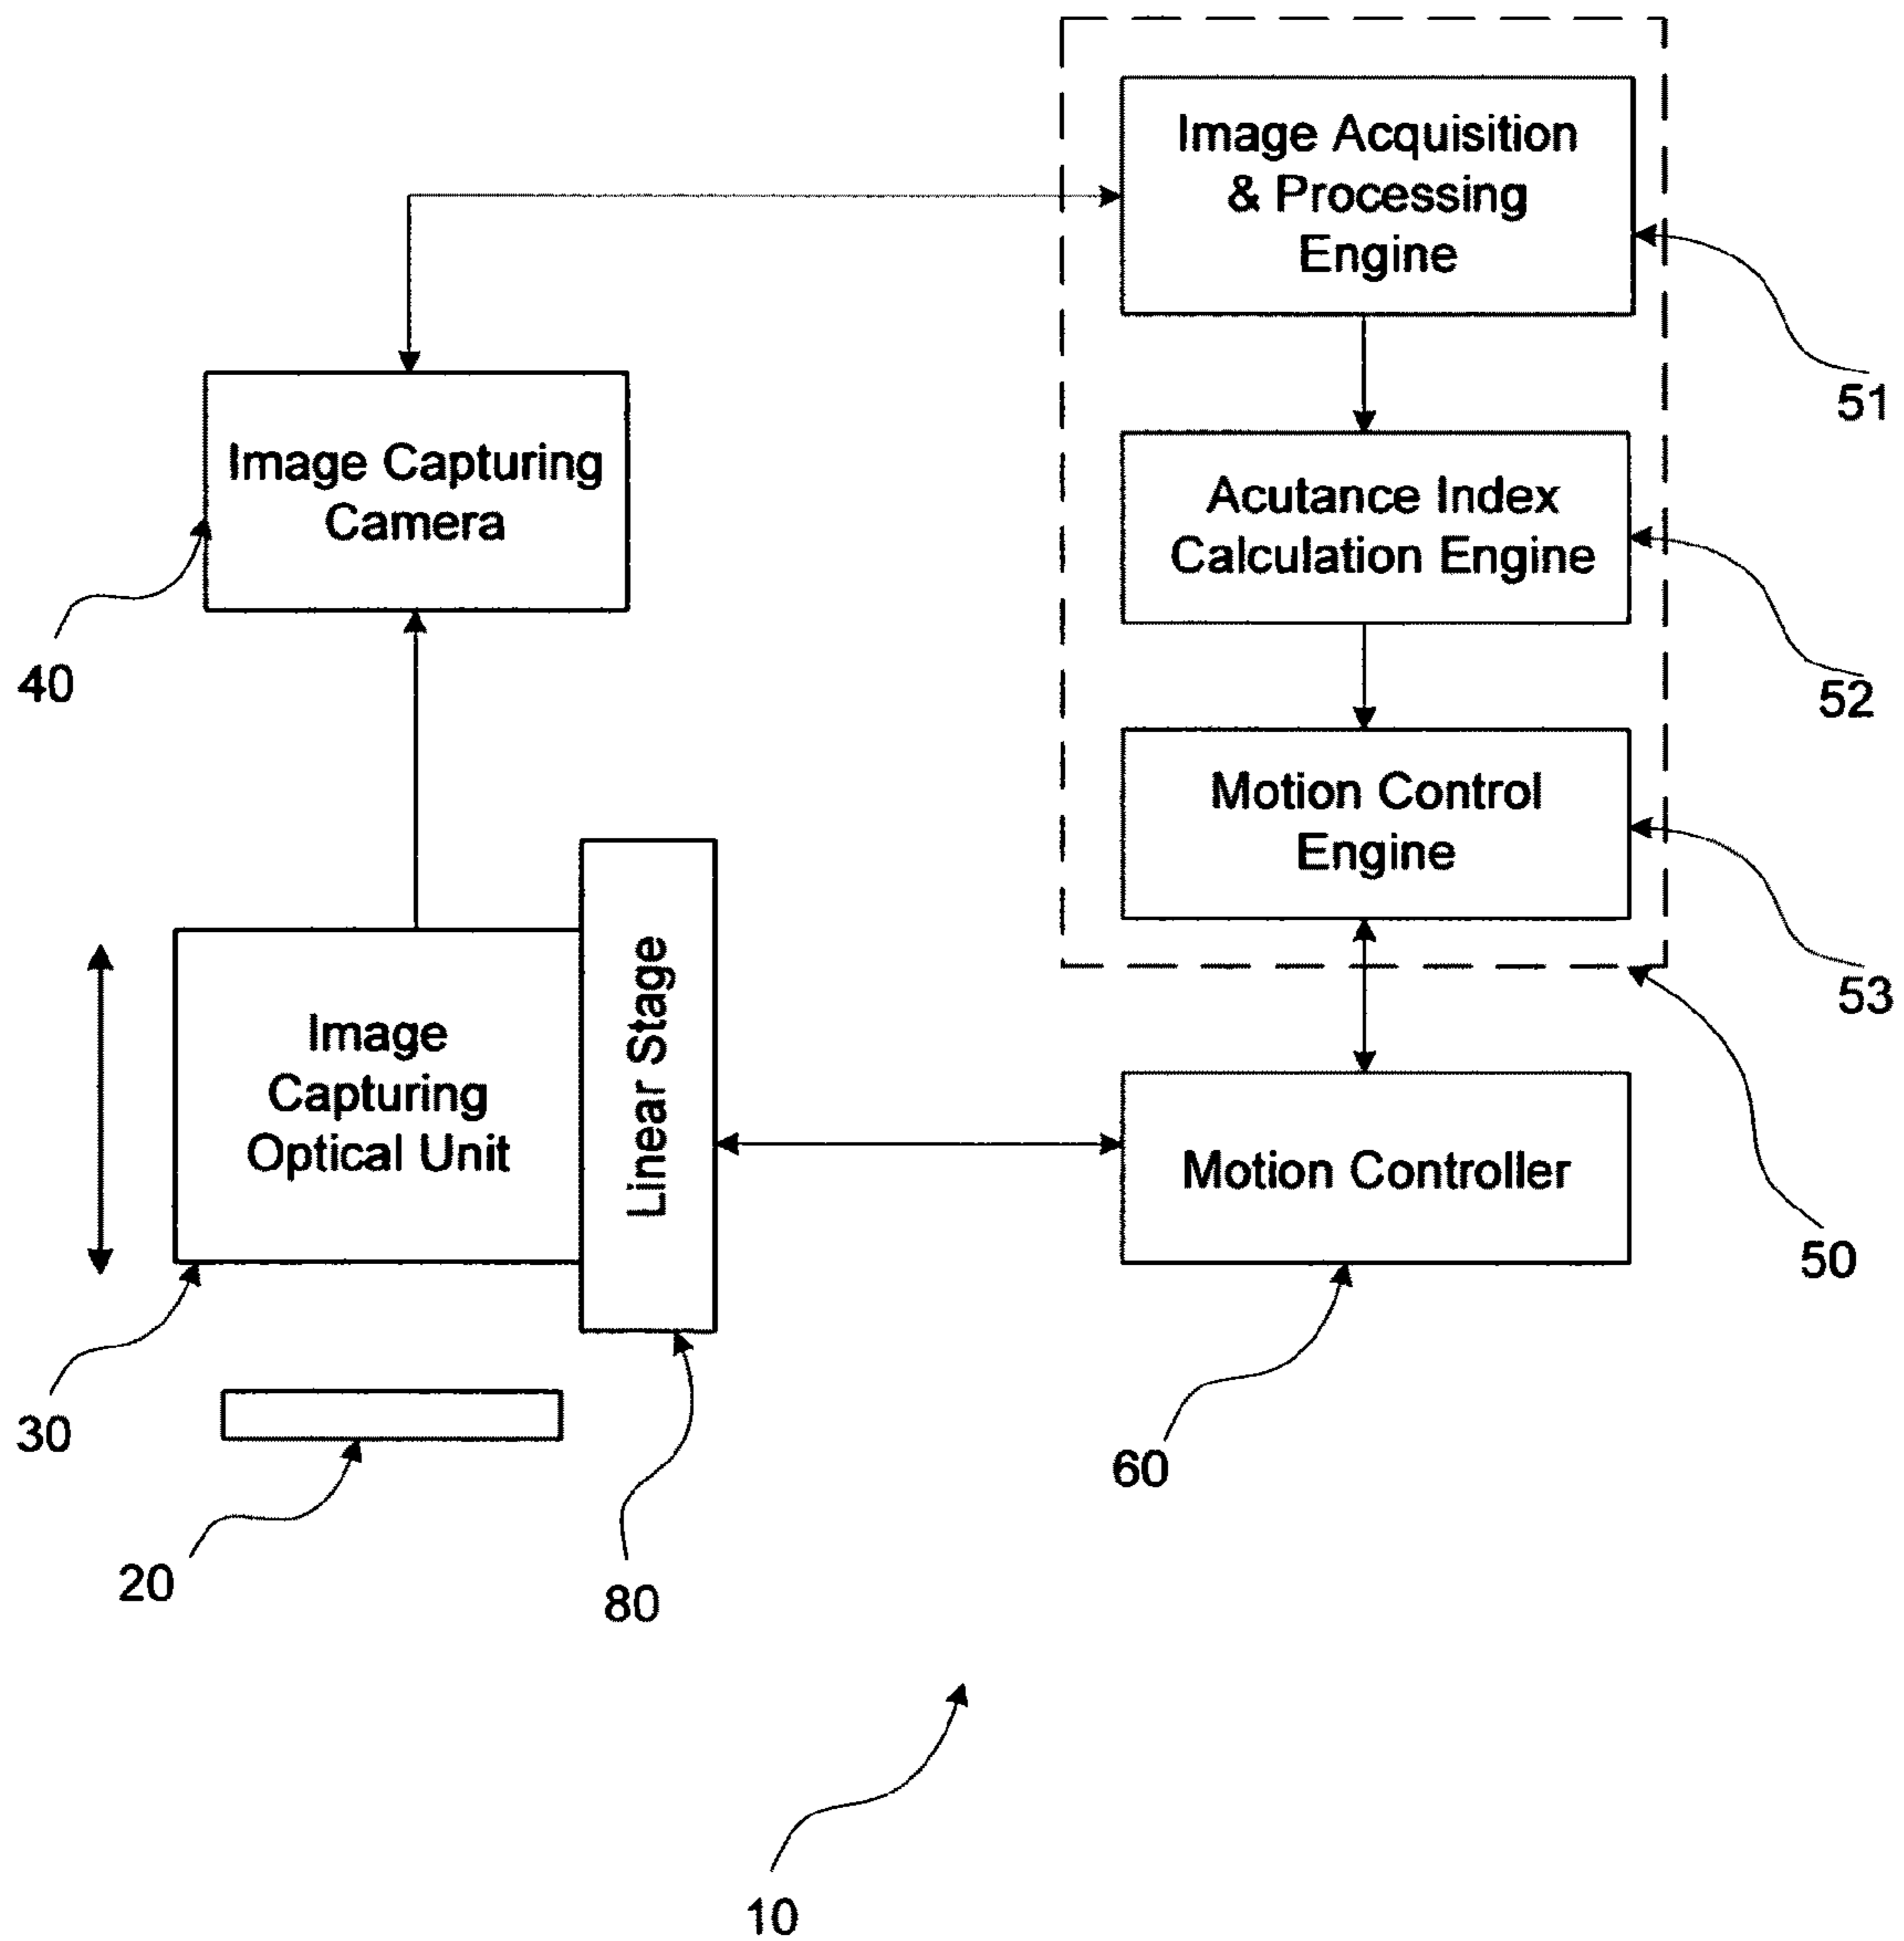 Image Acquisition
& Processing
Engine
51
Image Capturing
Camera
40
Acutance Index
Calculation Engine
52
Motion Control
Engine
53
Image
Capturing
Optical Unit
30
Linear Stage
80
Motion Controller
60
50
20
10